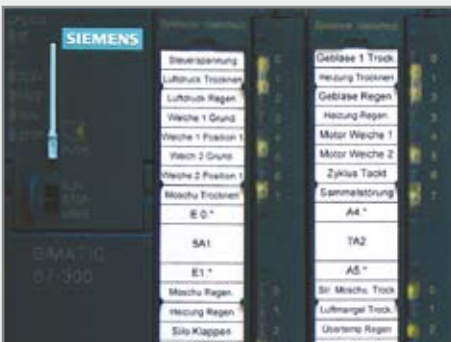 SIEMENS
SIMATIC
S7-300
Steuerspannung
Luftdruck Trocknen
Luftdruck Regen
Weiche 1 Grund
Weiche 1 Position 1
Weich 2 Grund
Weiche 2 Position 1
Moschu Trocknen
E 0.*
5A1
E1.*
Moschu Regen
Heizung Regen
Silo Klappen
Gebläse 1 Trock.
Heizung Trocknen
Gebläse Regen
Heizung Regen
Motor Weiche 1
Motor Weiche 2
Zyklus Tackt
Sammelstörung
A4.*
7A2
A5.*
Str. Moschu. Trock
Luftmangel Trock.
Übertemp Regen